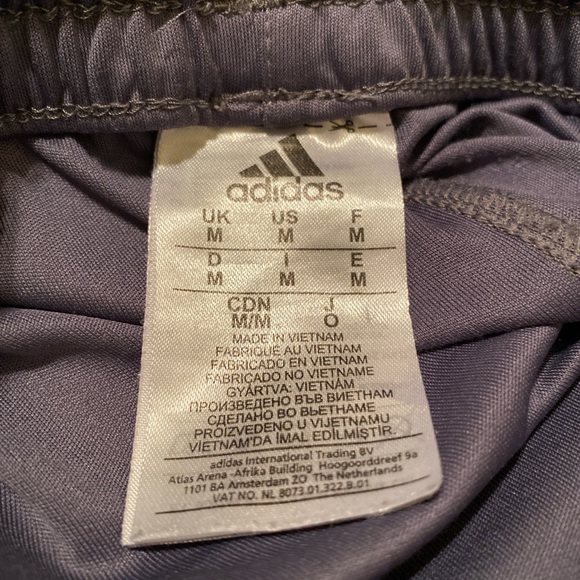 adidas
UK US F
M M M
D I E
M M M
CDN J
M/M O
MADE IN VIETNAM
FABRIQUÉ AU VIETNAM
FABRICADO EN VIETNAM
FABRICADO NO VIETNAME
GYÁRTVA: VIETNÁM
ПРОИЗВЕДЕНО ВЪВ ВИЕТНАМ
СДЕЛАНО ВО ВЬЕТНАМЕ
PROIZVEDENO U VIJETNAMU
VIETNAM'DA İMAL EDİLMİŞTİR.
adidas International Trading BV
Atlas Arena -Afrika Building Hoogoorddreef 9a
1101 BA Amsterdam ZO The Netherlands
VAT NO. NL 8073.01.322.B.01